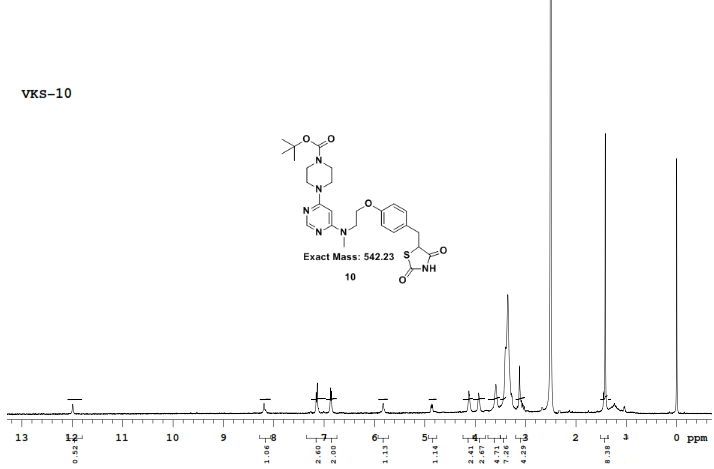 VKS-10
O O
N
N
N
N N
O
S O
O NH
Exact Mass: 542.23
10
13 12 11 10 9 8 7 6 5 4 3 2 1 0 ppm
0.52 1.06 2.60 2.00 1.13 1.14 2.41 2.67 4.71 7.26 4.29 8.38